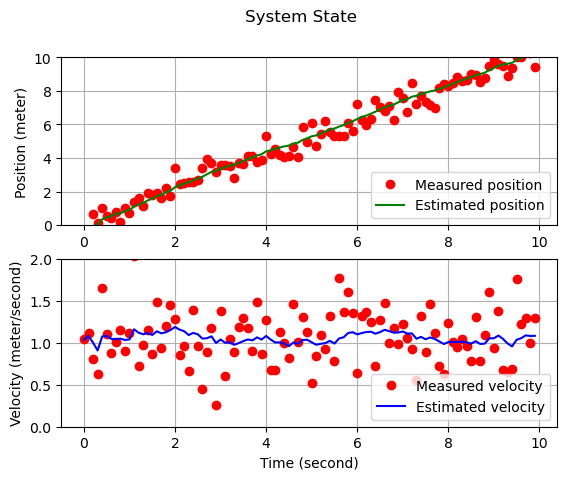 System State
Position (meter)
10
8
6
4
2
0
0
2
4
6
8
10
Measured position
Estimated position
Velocity (meter/second)
2.0
1.5
1.0
0.5
0.0
Measured velocity
Estimated velocity
0
2
4
6
8
10
Time (second)